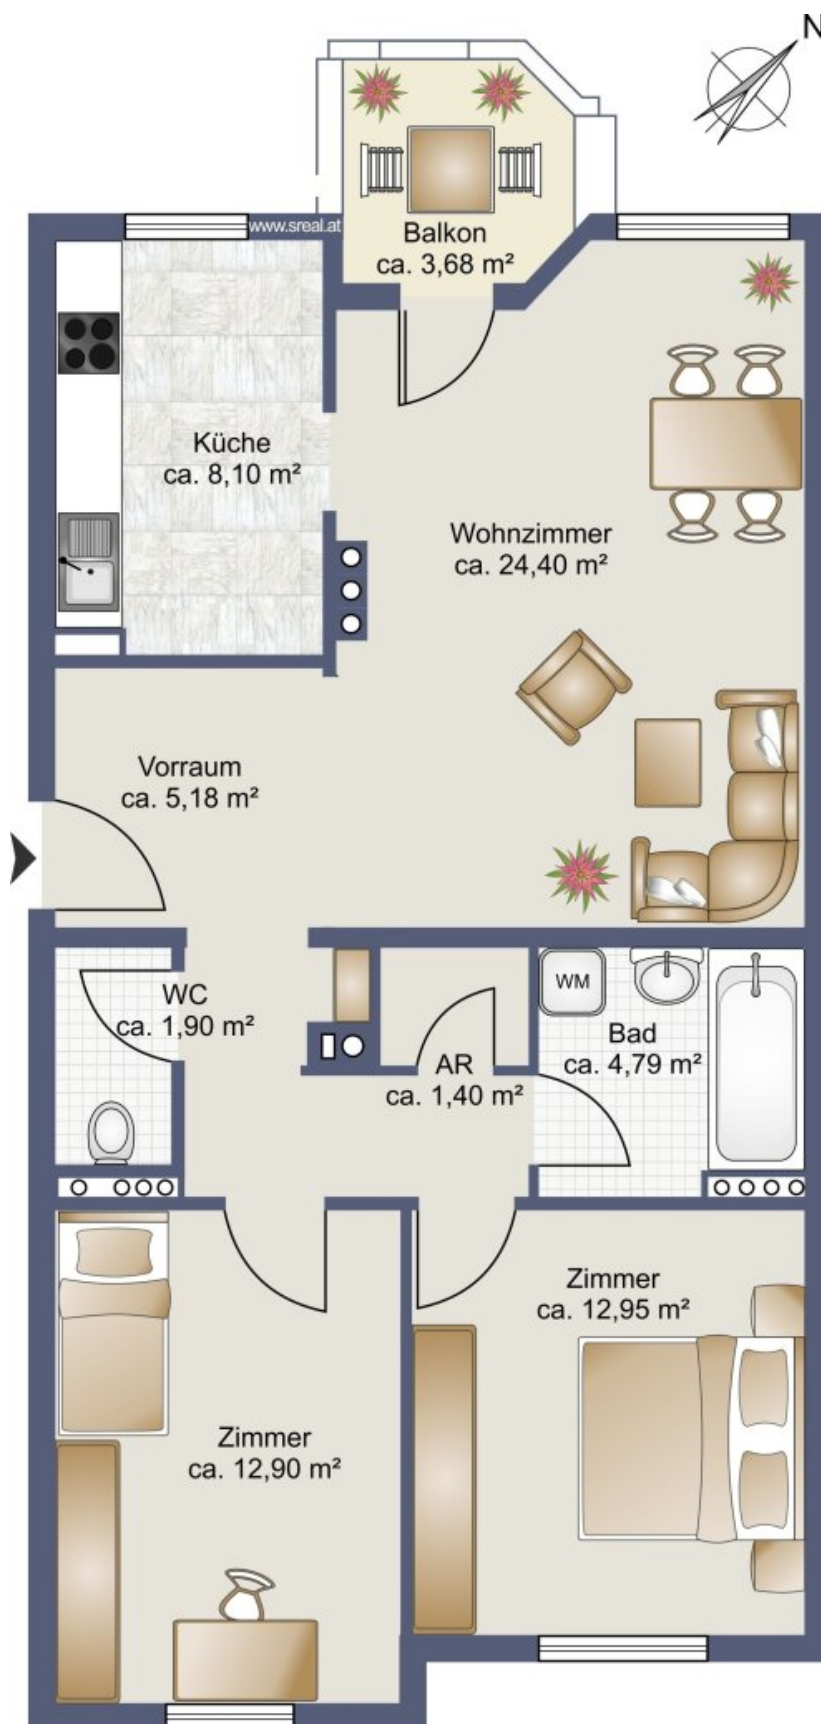 N
www.sreal.at
Balkon
ca. 3,68 m²
Küche
ca. 8,10 m²
Wohnzimmer
ca. 24,40 m²
Vorraum
ca. 5,18 m²
WC
ca. 1,90 m²
WM
Bad
ca. 4,79 m²
AR
ca. 1,40 m²
Zimmer
ca. 12,95 m²
Zimmer
ca. 12,90 m²